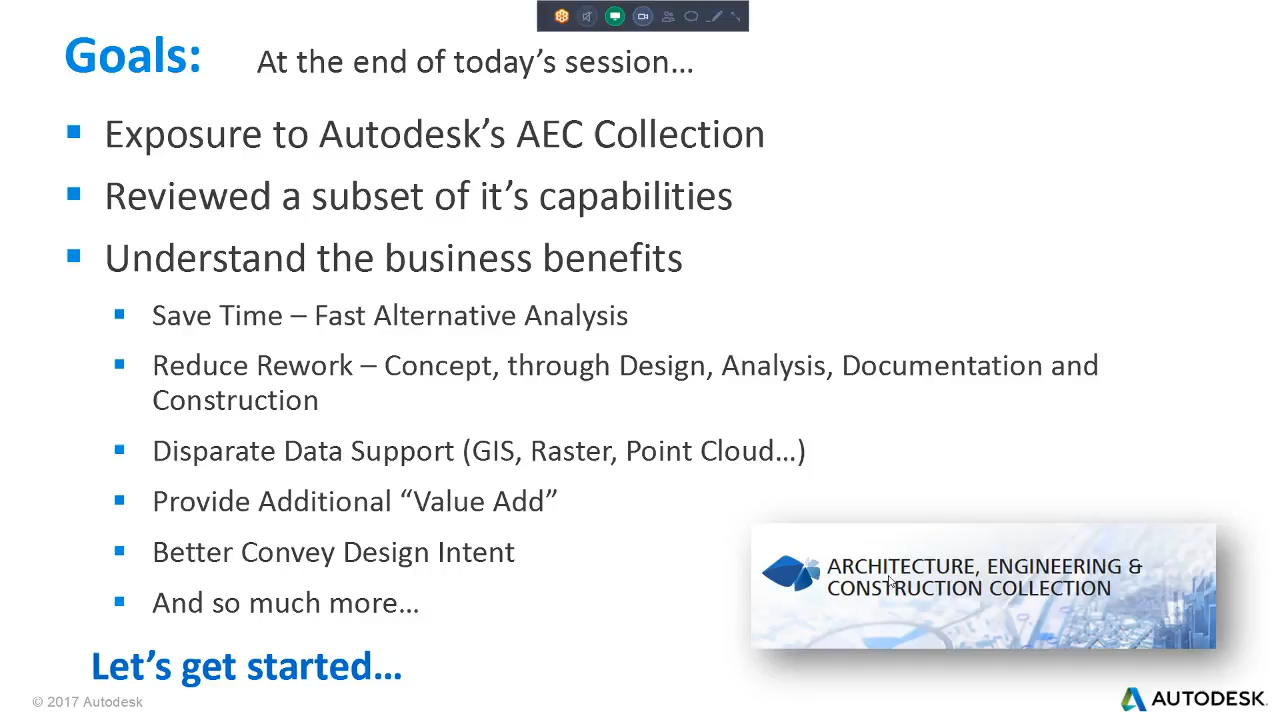 Goals: At the end of today's session…
▪ Exposure to Autodesk's AEC Collection
▪ Reviewed a subset of it's capabilities
▪ Understand the business benefits
▪ Save Time – Fast Alternative Analysis
▪ Reduce Rework – Concept, through Design, Analysis, Documentation and
Construction
▪ Disparate Data Support (GIS, Raster, Point Cloud…)
▪ Provide Additional “Value Add”
▪ Better Convey Design Intent
▪ And so much more…
ARCHITECTURE, ENGINEERING &
CONSTRUCTION COLLECTION
Let's get started…
© 2017 Autodesk
AUTODESK.